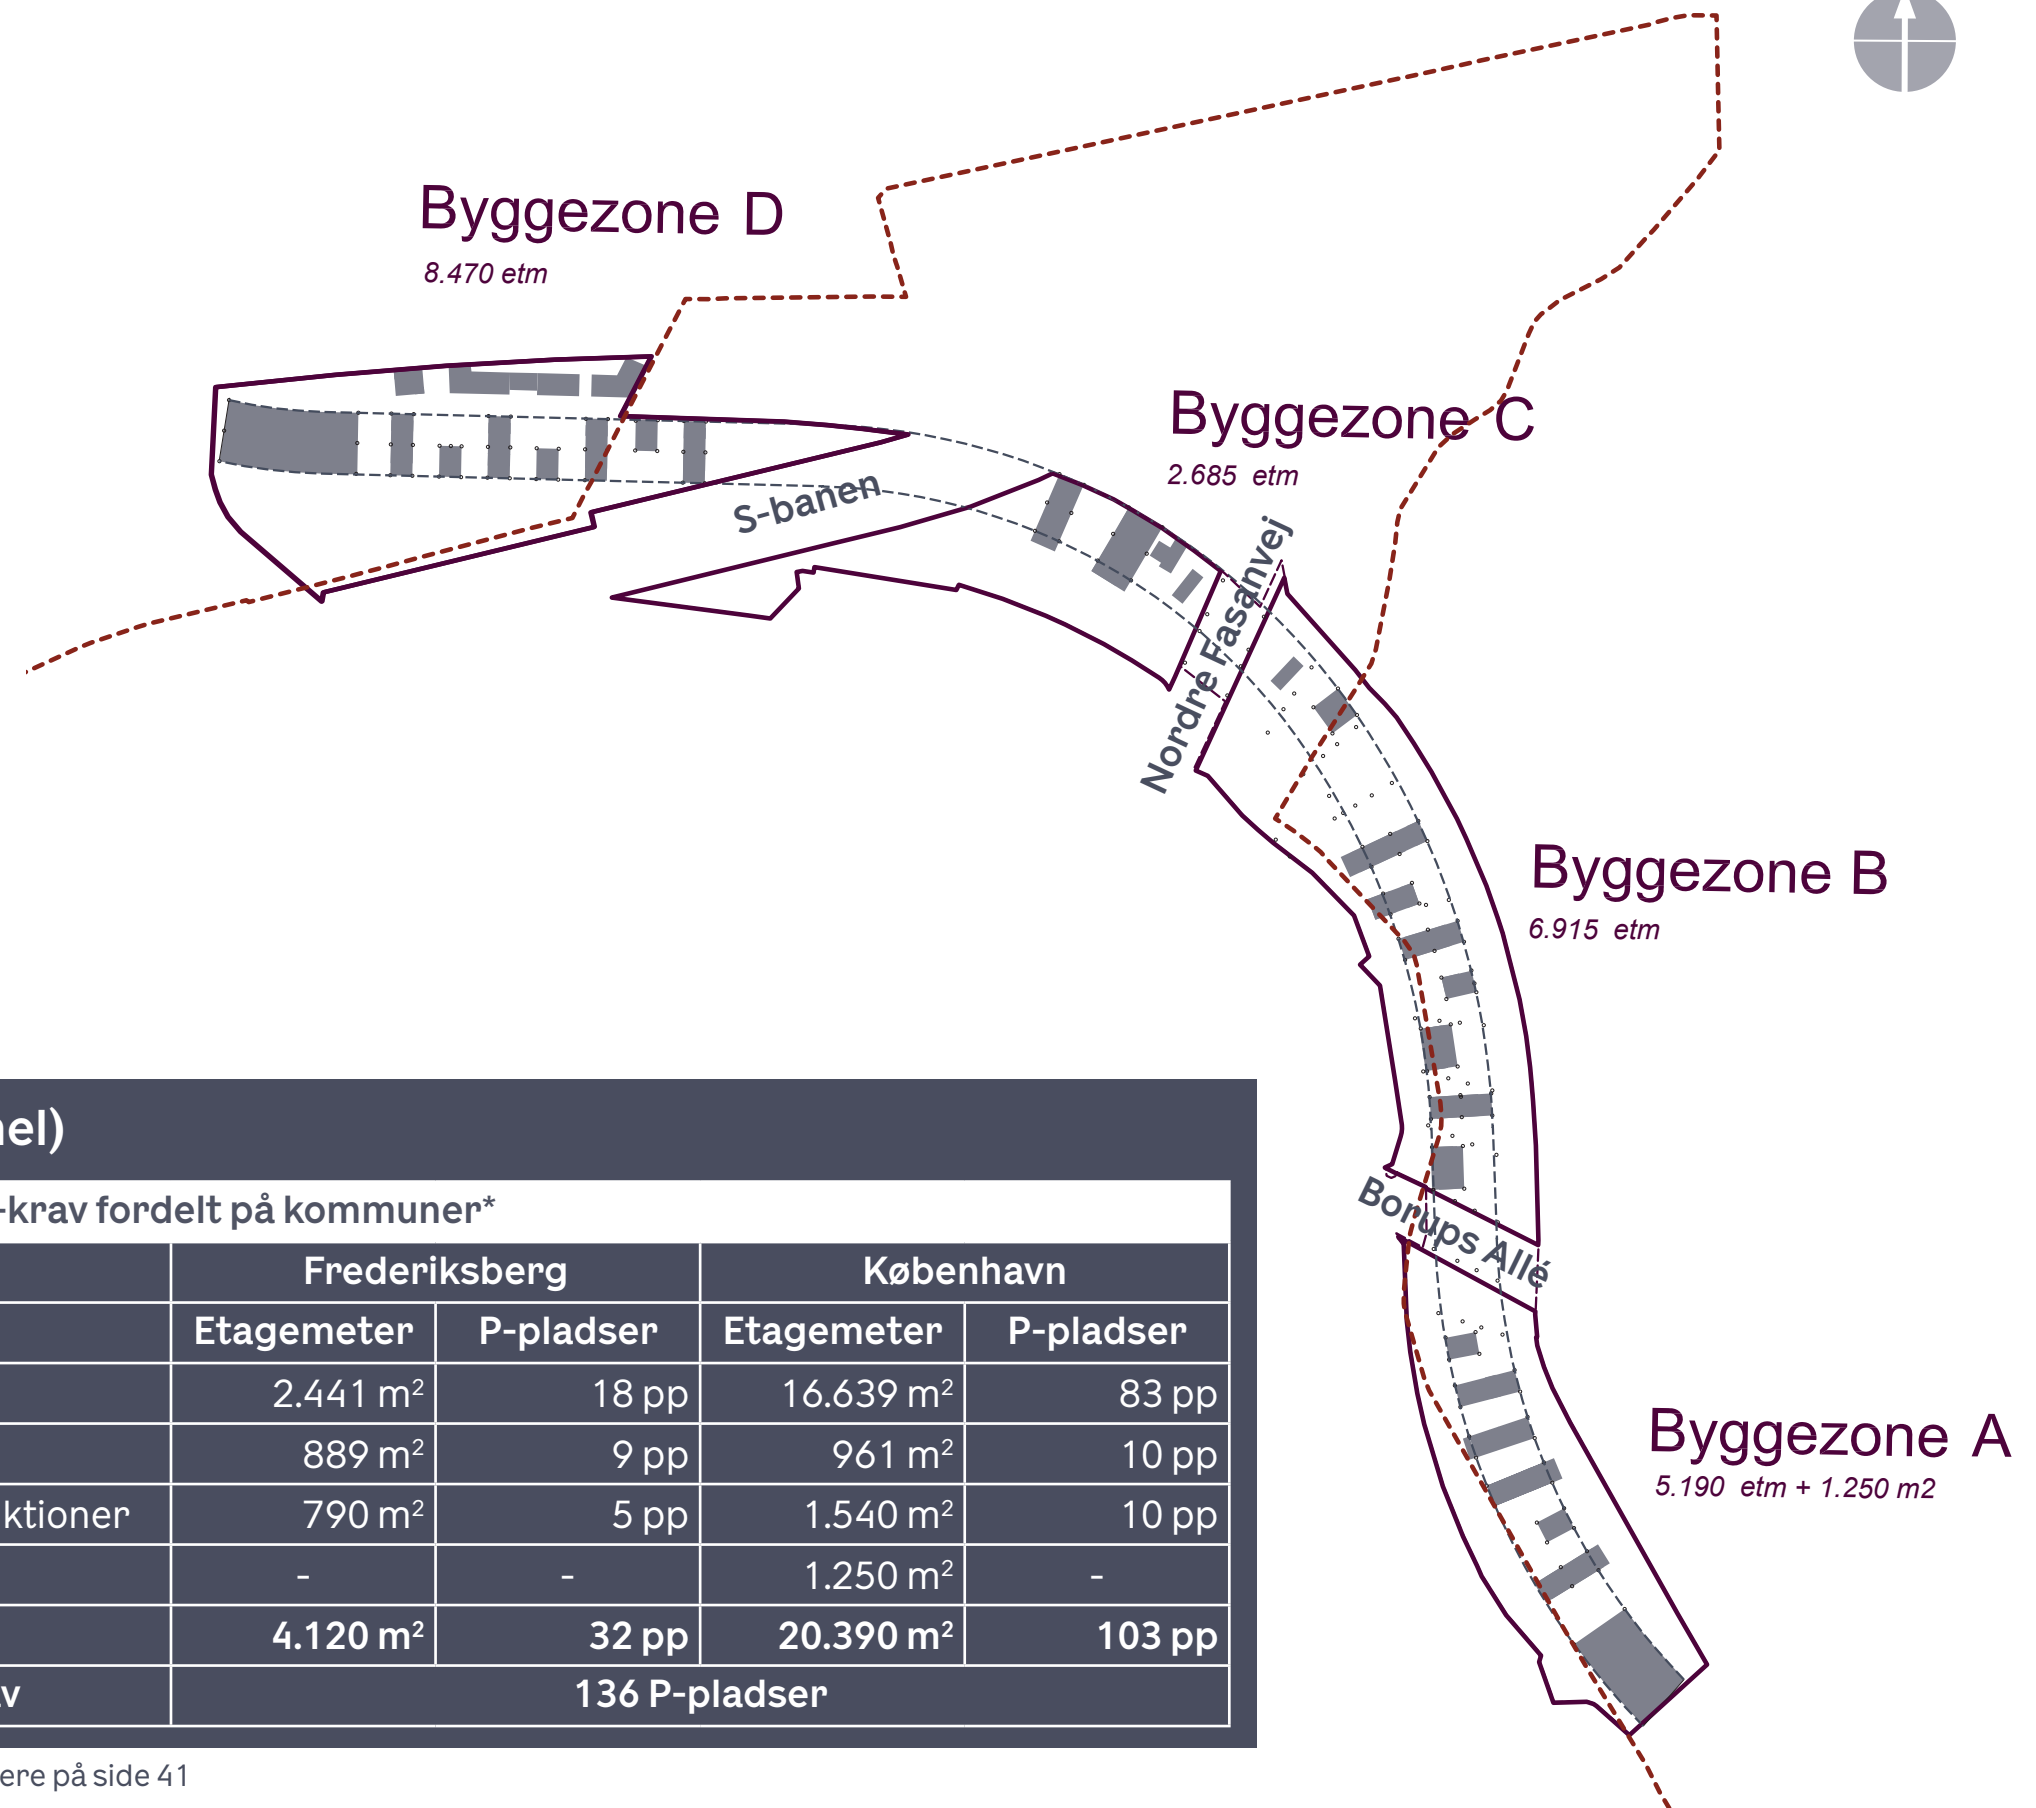 Byggezone D
8.470 etm
Byggezone C
2.685 etm
S-banen
Nordre Fasanvej
Byggezone B
6.915 etm
Borups Allé
Byggezone A
5.190 etm + 1.250 m2
nel)
-krav fordelt på kommuner*
Frederiksberg København
Etagemeter P-pladser Etagemeter P-pladser
2.441 m² 18 pp 16.639 m² 83 pp
889 m² 9 pp 961 m² 10 pp
ktioner 790 m² 5 pp 1.540 m² 10 pp
- - 1.250 m² -
4.120 m² 32 pp 20.390 m² 103 pp
v 136 P-pladser
ere på side 41